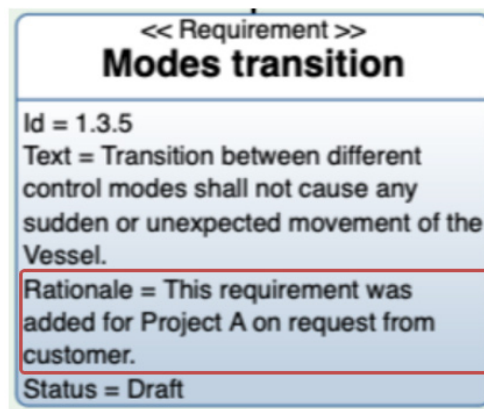 << Requirement >>
Modes transition
Id = 1.3.5
Text = Transition between different
control modes shall not cause any
sudden or unexpected movement of the
Vessel.
Rationale = This requirement was
added for Project A on request from
customer.
Status = Draft